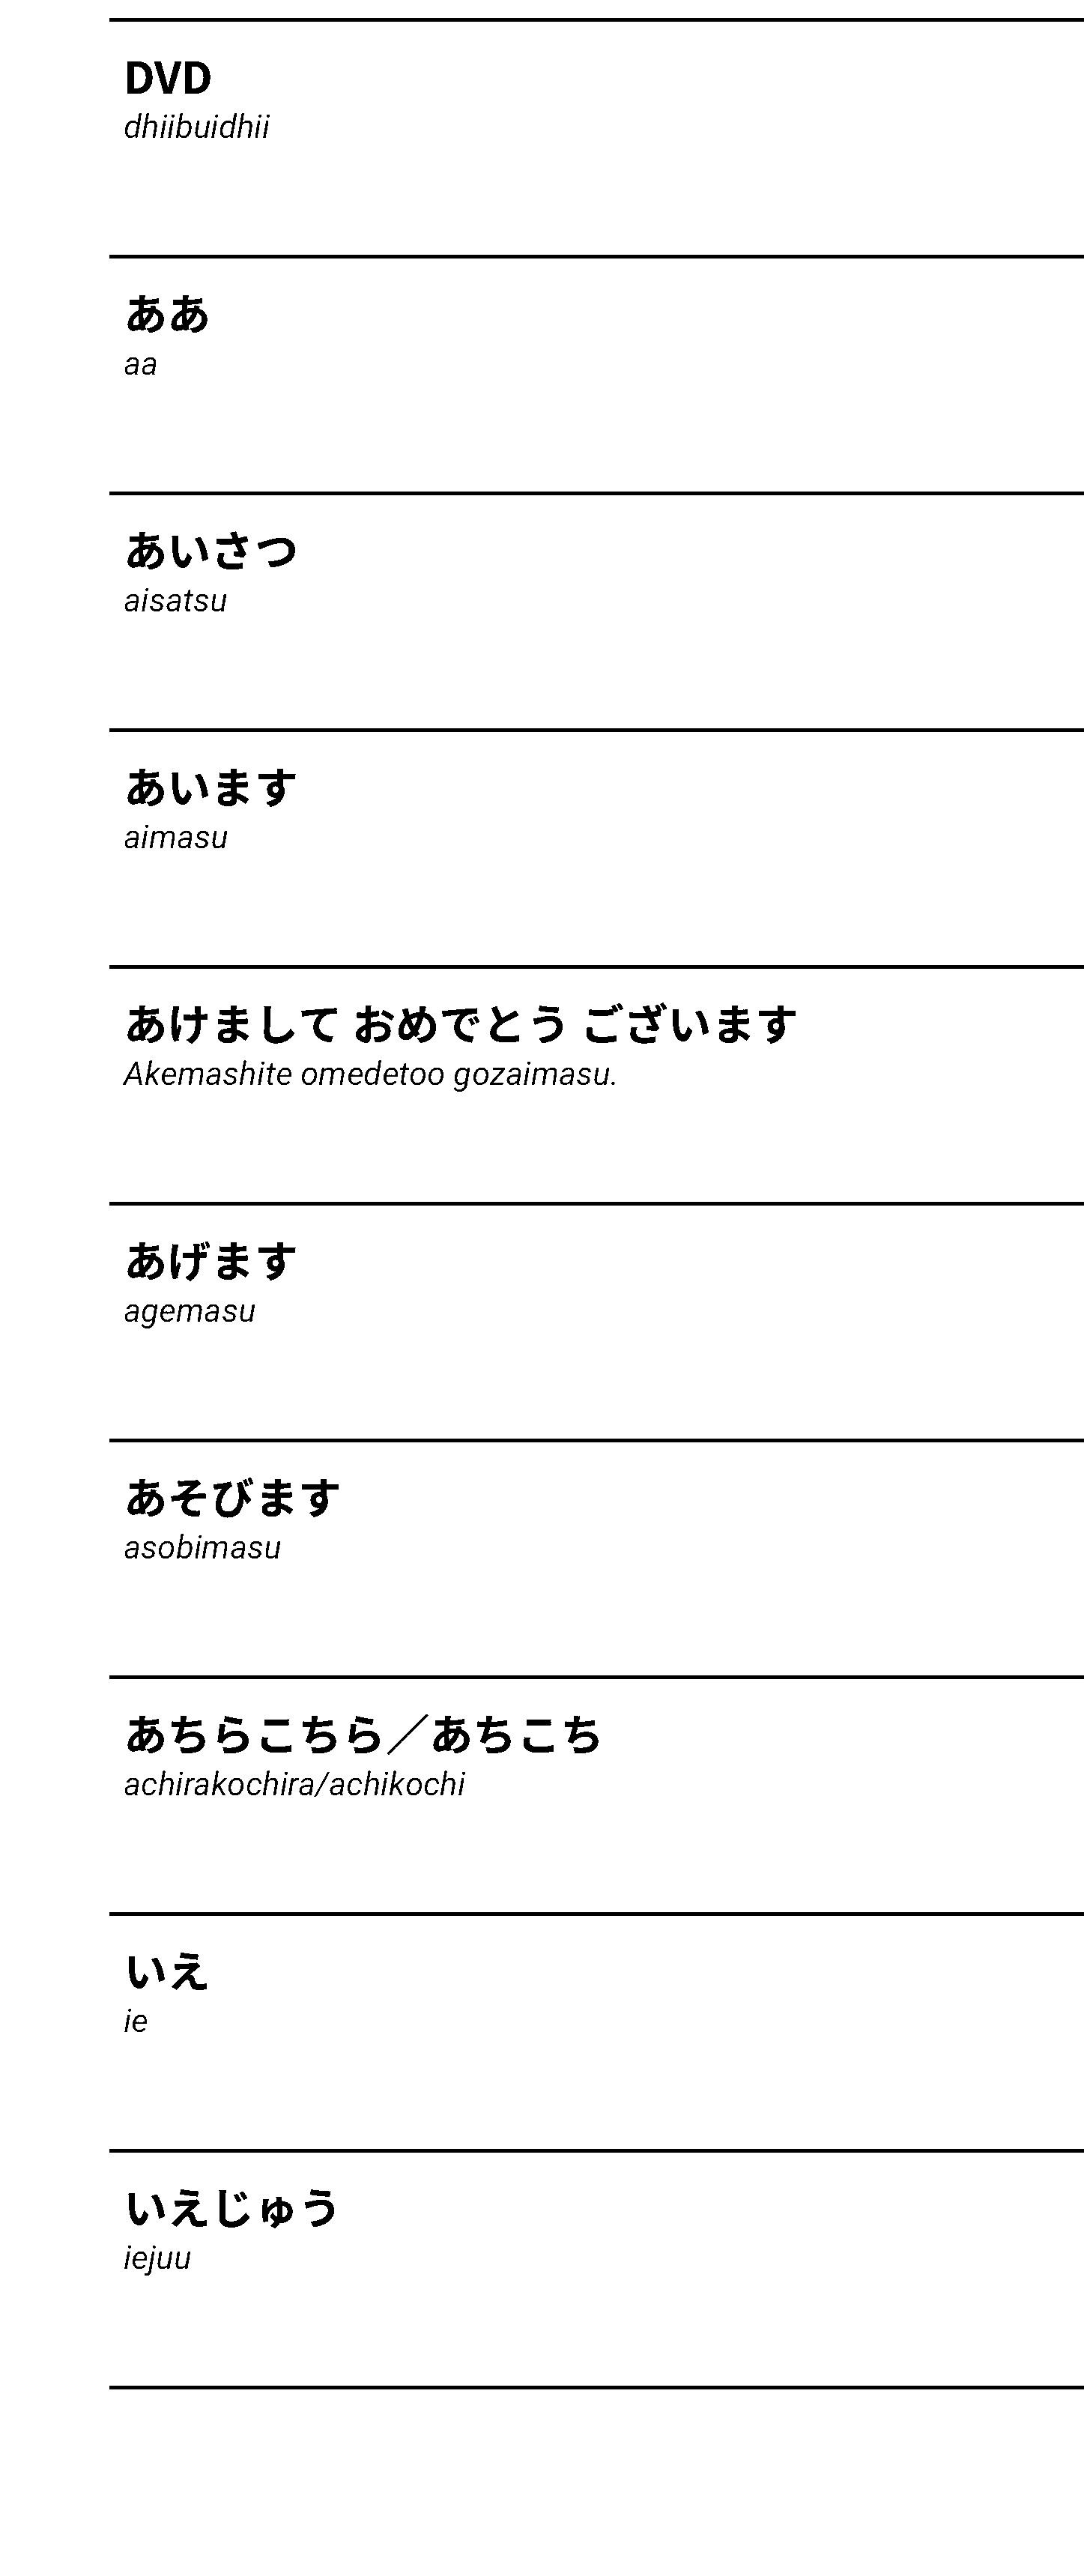 DVD
dhiibuidhii
ああ
aa
あいさつ
aisatsu
あいます
aimasu
あけまして おめでとう ございます
Akemashite omedetoo gozaimasu.
あげます
agemasu
あそびます
asobimasu
あちらこちら／あちこち
achirakochira/achikochi
いえ
ie
いえじゅう
iejuu